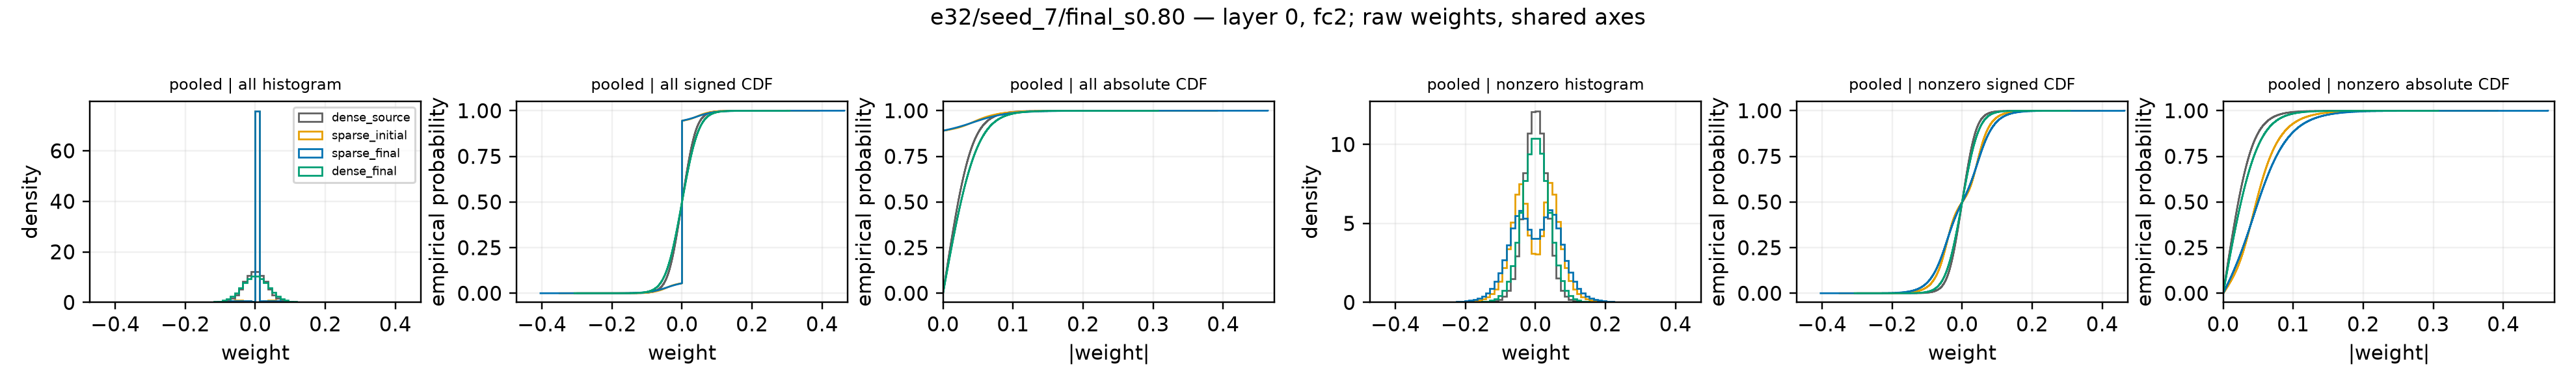 e32/seed_7/final_s0.80 — layer 0, fc2; raw weights, shared axes
pooled | all histogram
density
60
40
20
0
−0.4 −0.2 0.0 0.2 0.4
weight
dense_source
sparse_initial
sparse_final
dense_final
pooled | all signed CDF
empirical probability
1.00
0.75
0.50
0.25
0.00
−0.4 −0.2 0.0 0.2 0.4
weight
pooled | all absolute CDF
empirical probability
1.00
0.75
0.50
0.25
0.00
0.0 0.1 0.2 0.3 0.4
|weight|
pooled | nonzero histogram
density
10
5
0
−0.4 −0.2 0.0 0.2 0.4
weight
pooled | nonzero signed CDF
empirical probability
1.00
0.75
0.50
0.25
0.00
−0.4 −0.2 0.0 0.2 0.4
weight
pooled | nonzero absolute CDF
empirical probability
1.00
0.75
0.50
0.25
0.00
0.0 0.1 0.2 0.3 0.4
|weight|